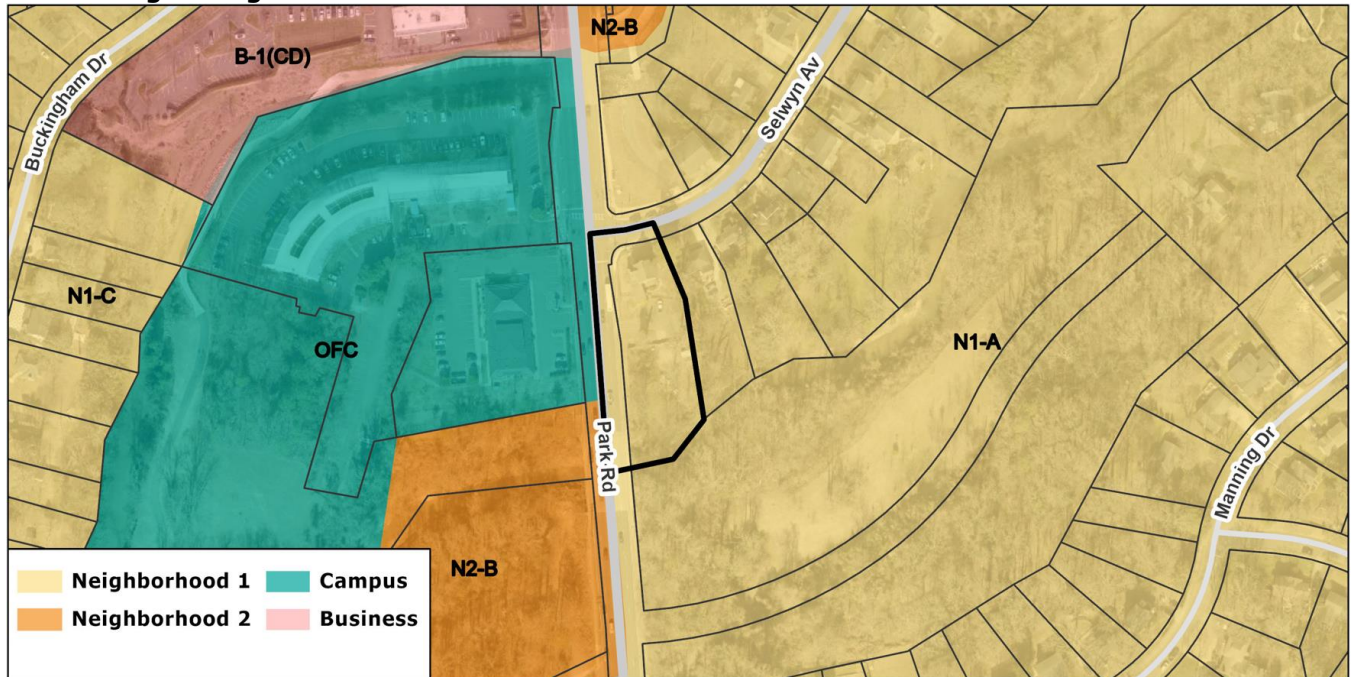 N2-B
B-1(CD)
Buckingham Dr
Selwyn Av
N1-C
N1-A
OFC
Park Rd
Manning Dr
N2-B
Neighborhood 1
Campus
Neighborhood 2
Business